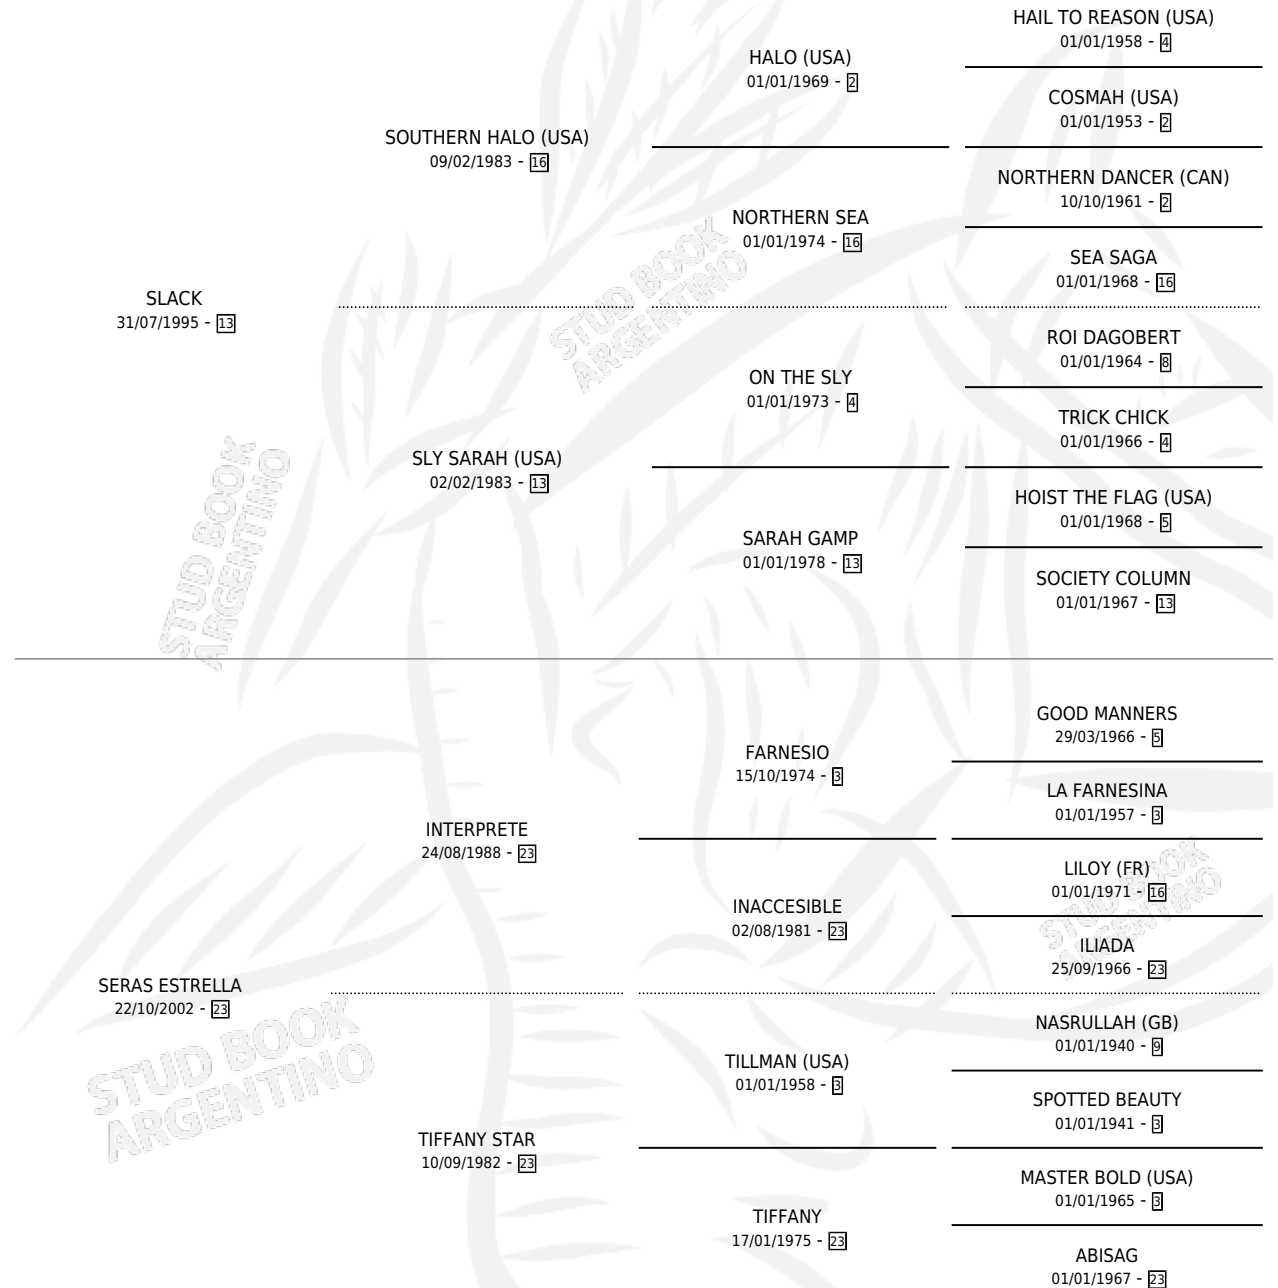 HAIL TO REASON (USA)
01/01/1958 - 4
HALO (USA)
01/01/1969 - 2
COSMAH (USA)
01/01/1953 - 2
SOUTHERN HALO (USA)
09/02/1983 - 16
NORTHERN DANCER (CAN)
10/10/1961 - 2
NORTHERN SEA
01/01/1974 - 16
SEA SAGA
01/01/1968 - 16
SLACK
31/07/1995 - 13
ROI DAGOBERT
01/01/1964 - 8
ON THE SLY
01/01/1973 - 4
TRICK CHICK
01/01/1966 - 4
SLY SARAH (USA)
02/02/1983 - 13
HOIST THE FLAG (USA)
01/01/1968 - 5
SARAH GAMP
01/01/1978 - 13
SOCIETY COLUMN
01/01/1967 - 13
GOOD MANNERS
29/03/1966 - 5
FARNESIO
15/10/1974 - 3
LA FARNESINA
01/01/1957 - 3
INTERPRETE
24/08/1988 - 23
LILOY (FR)
01/01/1971 - 16
INACCESIBLE
02/08/1981 - 23
ILIADA
25/09/1966 - 23
SERAS ESTRELLA
22/10/2002 - 23
NASRULLAH (GB)
01/01/1940 - 9
TILLMAN (USA)
01/01/1958 - 3
SPOTTED BEAUTY
01/01/1941 - 3
TIFFANY STAR
10/09/1982 - 23
MASTER BOLD (USA)
01/01/1965 - 3
TIFFANY
17/01/1975 - 23
ABISAG
01/01/1967 - 23
STUD BOOK
ARGENTINO
STUD BOOK
ARGENTINO
STUD BOOK
ARGENTINO
STUD BOOK
ARGENTINO